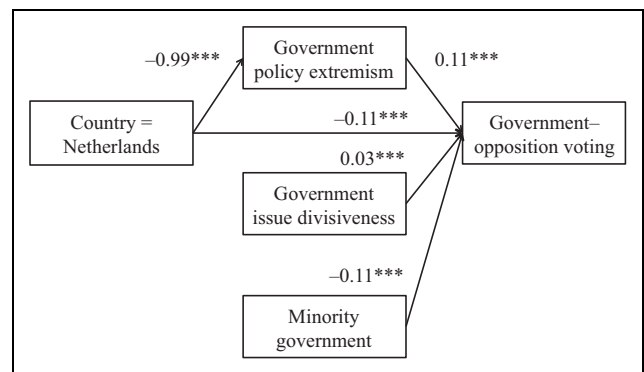 Government
policy extremism
–0.99***
0.11***
Country =
Netherlands
–0.11***
Government–
opposition voting
0.03***
Government
issue divisiveness
–0.11***
Minority
government